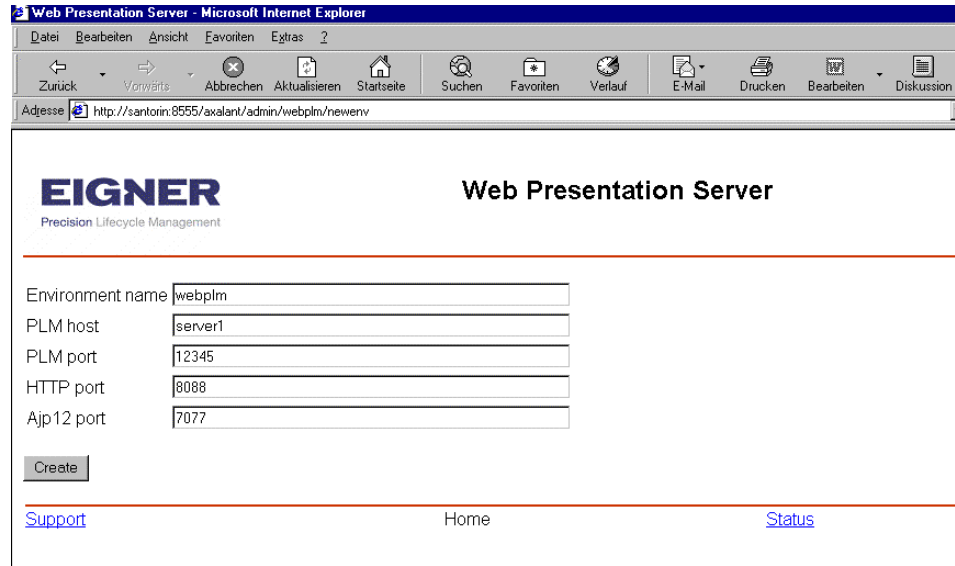 Web Presentation Server - Microsoft Internet Explorer
Datei Bearbeiten Ansicht Favoriten Extras ?
Zurück Vorwärts Abbrechen Aktualisieren Startseite Suchen Favoriten Verlauf E-Mail Drucken Bearbeiten Diskussion
Adresse http://santorin:8555/axalant/admin/webplm/newenv
EIGNER Web Presentation Server
Precision Lifecycle Management
Environment name webplm
PLM host server1
PLM port 12345
HTTP port 8088
Ajp12 port 7077
Create
Support Home Status